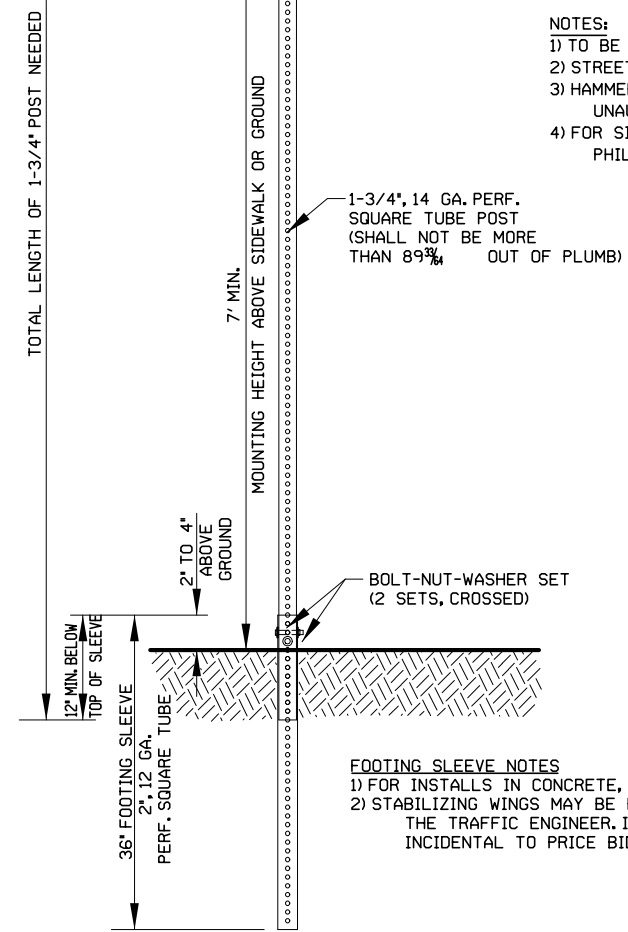 TOTAL LENGTH OF 1-3/4" POST NEEDED
7' MIN.
MOUNTING HEIGHT ABOVE SIDEWALK OR GROUND
NOTES:
1) TO BE
2) STREET
3) HAMMER
UNAU
4) FOR SI
PHIL
1-3/4", 14 GA. PERF.
SQUARE TUBE POST
(SHALL NOT BE MORE
THAN 89 33/64 OUT OF PLUMB)
2" TO 4"
ABOVE
GROUND
BOLT-NUT-WASHER SET
(2 SETS, CROSSED)
12" MIN. BELOW
TOP OF SLEEVE
36" FOOTING SLEEVE
2", 12 GA.
PERF. SQUARE TUBE
FOOTING SLEEVE NOTES
1) FOR INSTALLS IN CONCRETE,
2) STABILIZING WINGS MAY BE
THE TRAFFIC ENGINEER. I
INCIDENTAL TO PRICE BI